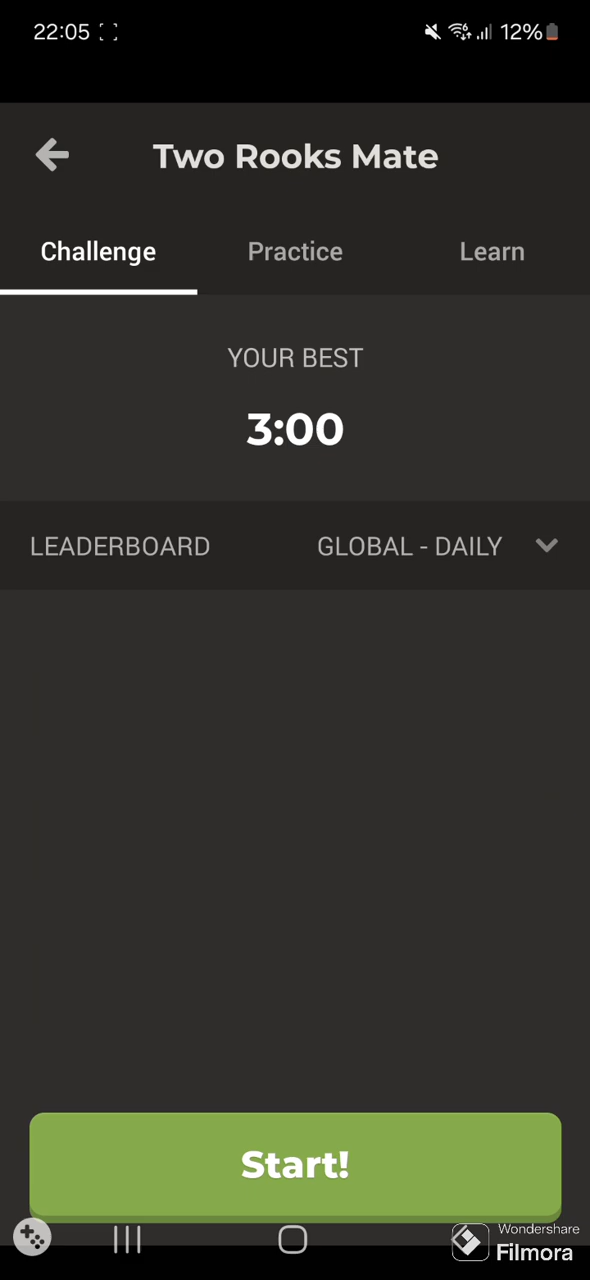 22:05 12%
Two Rooks Mate
Challenge Practice Learn
YOUR BEST
3:00
LEADERBOARD GLOBAL - DAILY
Start!
Wondershare
Filmora